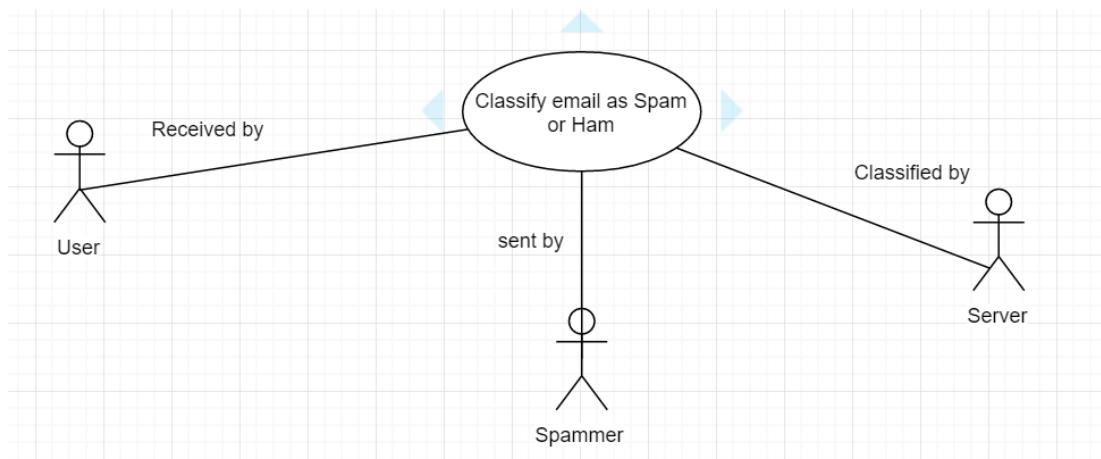 Classify email as Spam
or Ham
Received by
Classified by
User
sent by
Server
Spammer